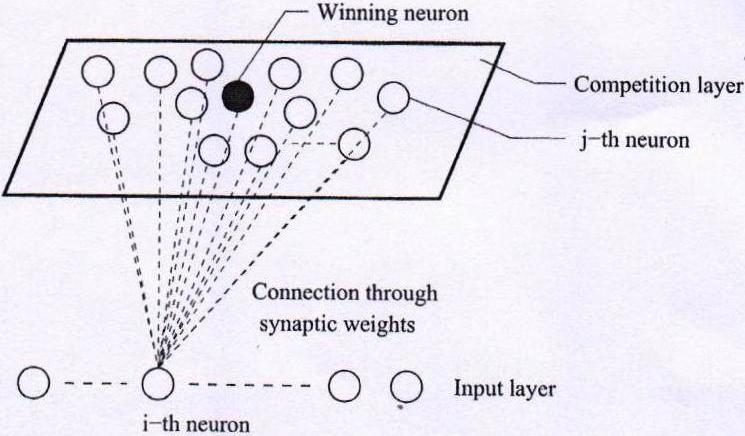 Winning neuron
Competition layer
j-th neuron
Connection through
synaptic weights
Input layer
i-th neuron